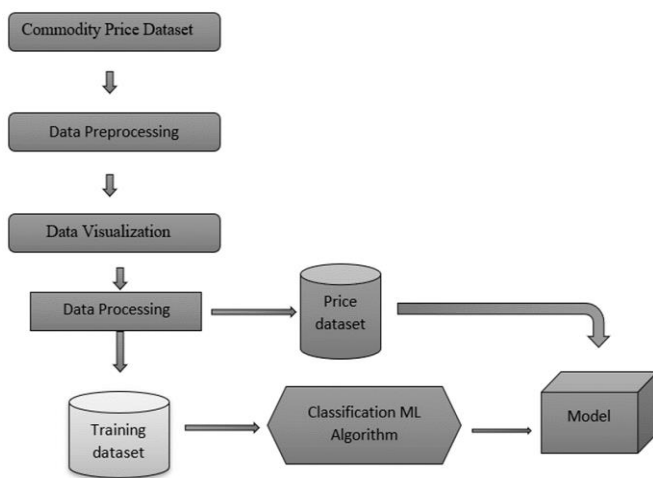 Commodity Price Dataset
Data Preprocessing
Data Visualization
Data Processing
Price
dataset
Training
dataset
Classification ML
Algorithm
Model